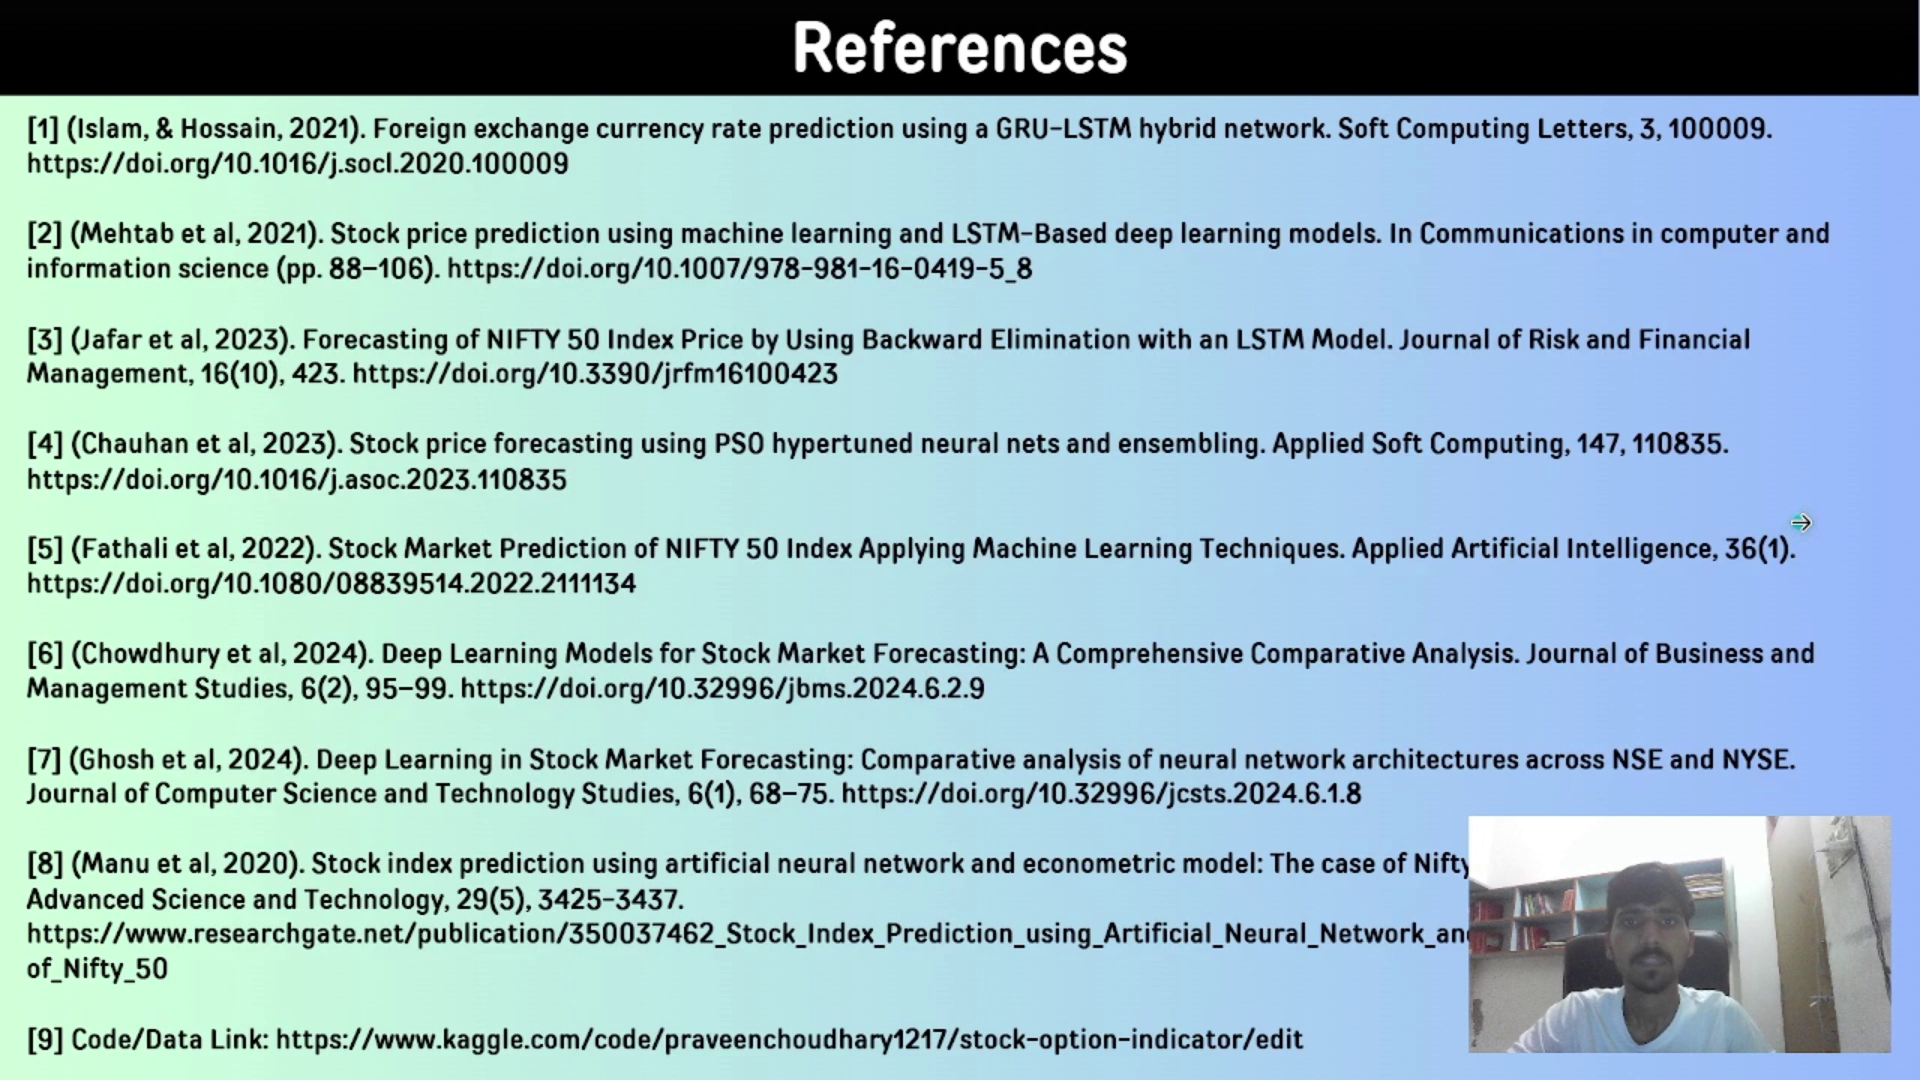 References
[1] (Islam, & Hossain, 2021). Foreign exchange currency rate prediction using a GRU-LSTM hybrid network. Soft Computing Letters, 3, 100009.
https://doi.org/10.1016/j.socl.2020.100009
[2] (Mehtab et al, 2021). Stock price prediction using machine learning and LSTM-Based deep learning models. In Communications in computer and
information science (pp. 88–106). https://doi.org/10.1007/978-981-16-0419-5_8
[3] (Jafar et al, 2023). Forecasting of NIFTY 50 Index Price by Using Backward Elimination with an LSTM Model. Journal of Risk and Financial
Management, 16(10), 423. https://doi.org/10.3390/jrfm16100423
[4] (Chauhan et al, 2023). Stock price forecasting using PSO hypertuned neural nets and ensembling. Applied Soft Computing, 147, 110835.
https://doi.org/10.1016/j.asoc.2023.110835
[5] (Fathali et al, 2022). Stock Market Prediction of NIFTY 50 Index Applying Machine Learning Techniques. Applied Artificial Intelligence, 36(1).
https://doi.org/10.1080/08839514.2022.2111134
[6] (Chowdhury et al, 2024). Deep Learning Models for Stock Market Forecasting: A Comprehensive Comparative Analysis. Journal of Business and
Management Studies, 6(2), 95–99. https://doi.org/10.32996/jbms.2024.6.2.9
[7] (Ghosh et al, 2024). Deep Learning in Stock Market Forecasting: Comparative analysis of neural network architectures across NSE and NYSE.
Journal of Computer Science and Technology Studies, 6(1), 68–75. https://doi.org/10.32996/jcsts.2024.6.1.8
[8] (Manu et al, 2020). Stock index prediction using artificial neural network and econometric model: The case of Nifty
Advanced Science and Technology, 29(5), 3425-3437.
https://www.researchgate.net/publication/350037462_Stock_Index_Prediction_using_Artificial_Neural_Network_and
of_Nifty_50
[9] Code/Data Link: https://www.kaggle.com/code/praveenchoudhary1217/stock-option-indicator/edit